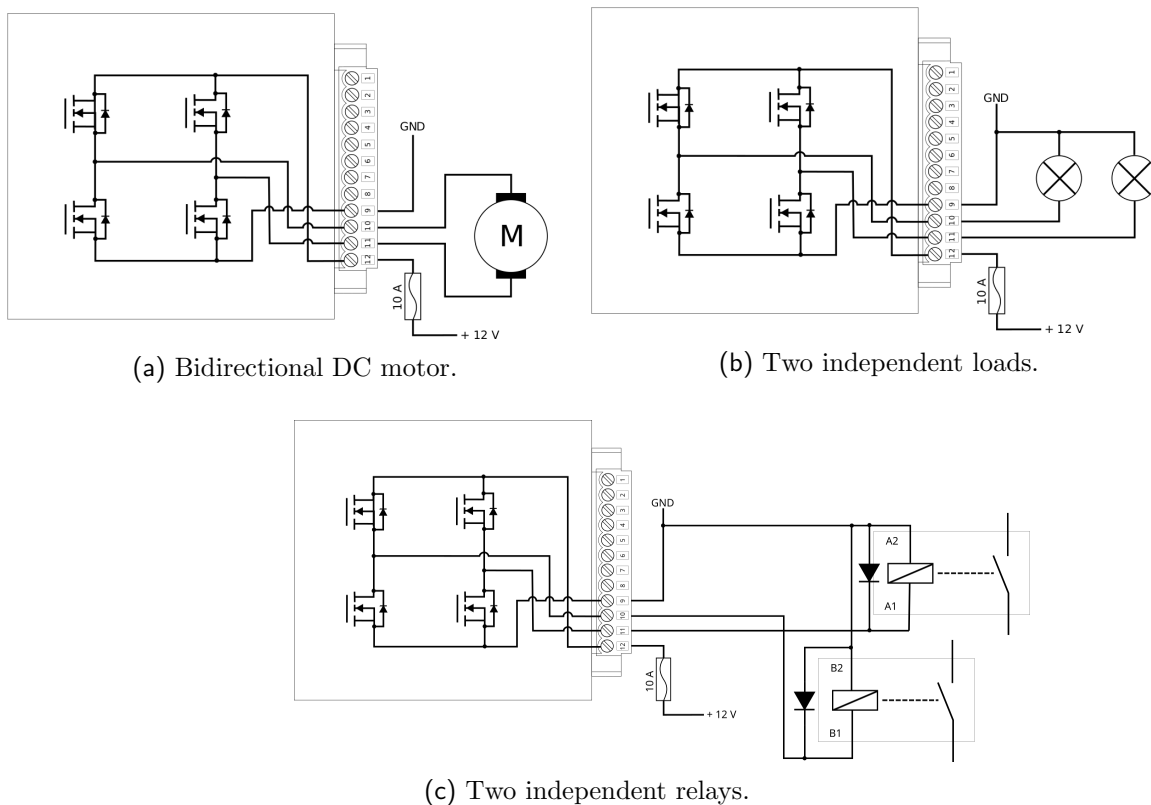 1
2
3
4
5
6
7
8
9
10
11
12
GND
M
10 A
+ 12 V
(a) Bidirectional DC motor.
1
2
3
4
5
6
7
8
9
10
11
12
GND
10 A
+ 12 V
(b) Two independent loads.
1
2
3
4
5
6
7
8
9
10
11
12
GND
A2
A1
B2
B1
10 A
+ 12 V
(c) Two independent relays.